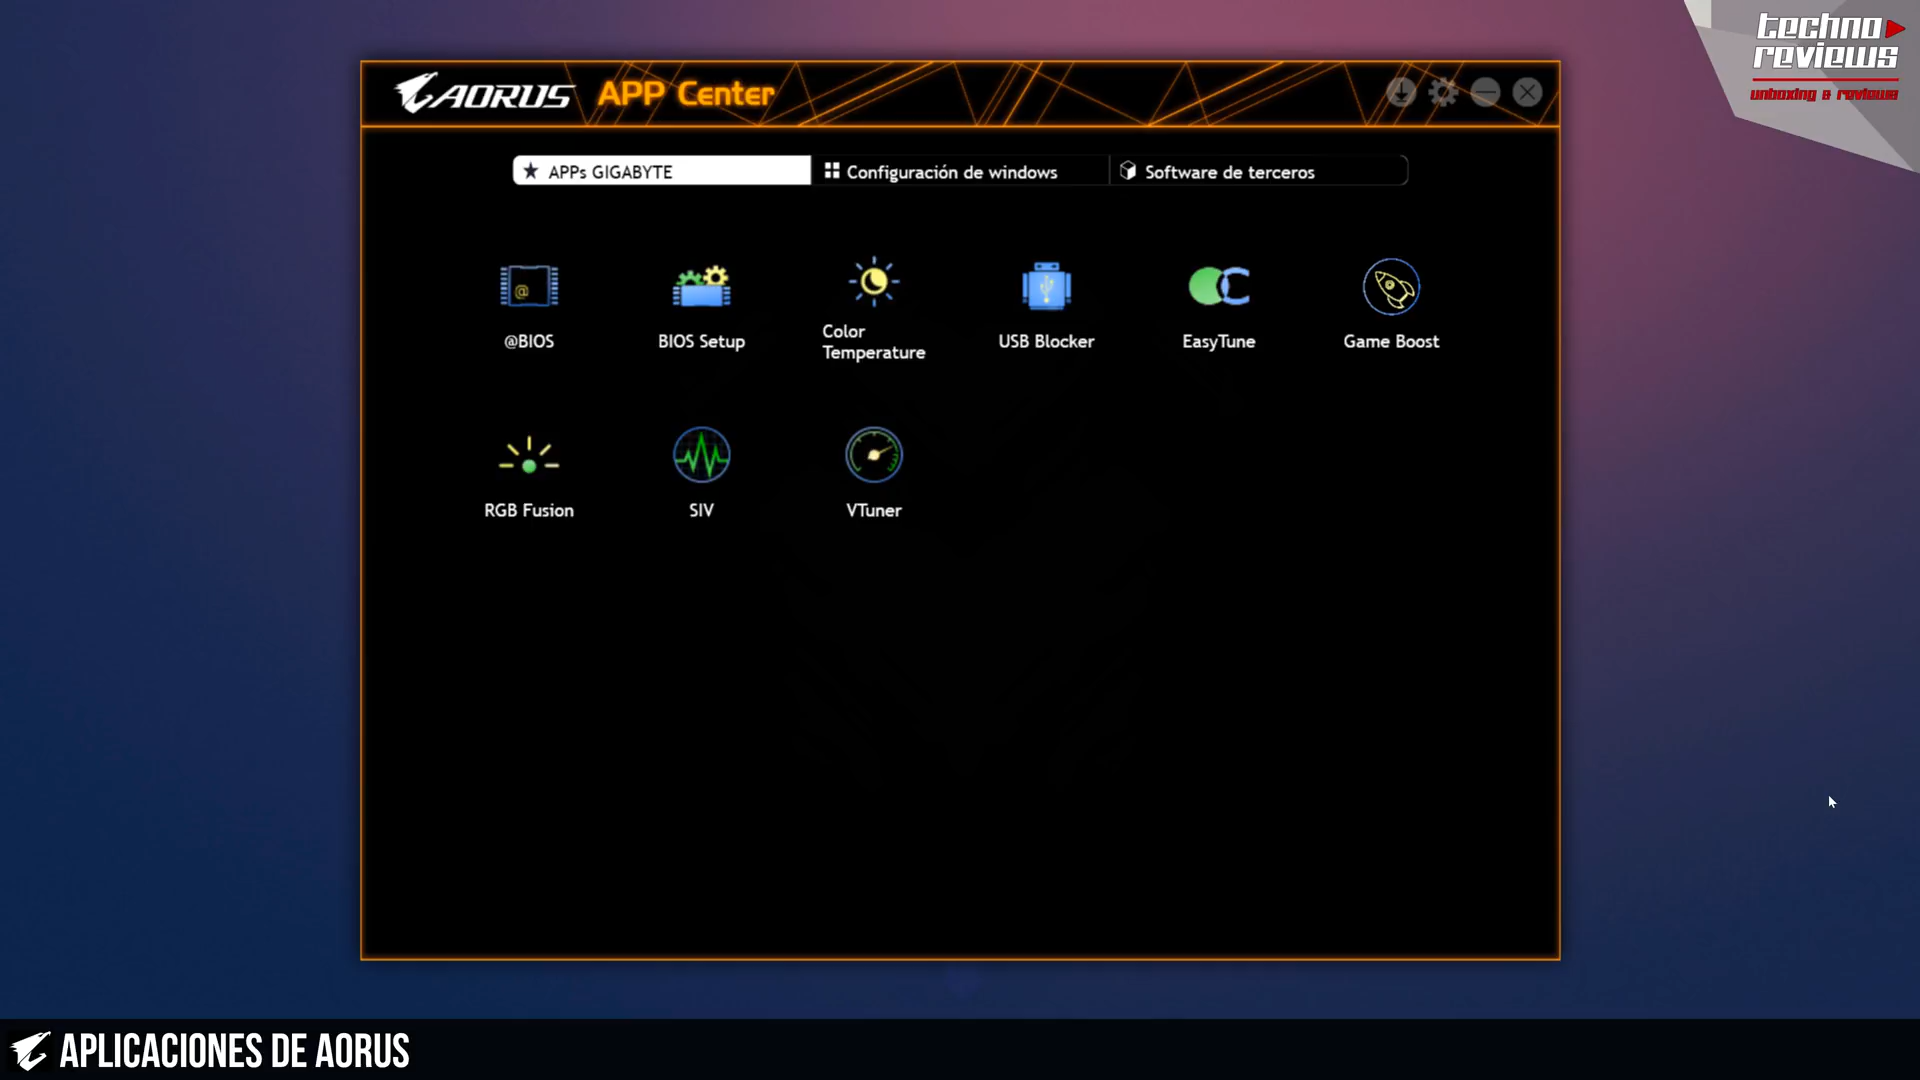 techno
reviews
unboxing & reviews
AORUS APP Center
APPs GIGABYTE
Configuración de windows
Software de terceros
@BIOS
BIOS Setup
Color
Temperature
USB Blocker
EasyTune
Game Boost
RGB Fusion
SIV
VTuner
APLICACIONES DE AORUS